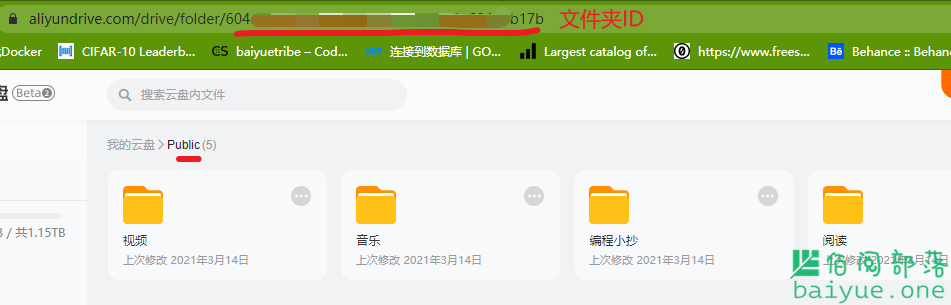 aliyundrive.com/drive/folder/604 b17b 文件夹ID
Docker CIFAR-10 Leaderb... CS baiyuetribe – Cod... 连接到数据库 | GO... Largest catalog of... https://www.frees... Bē Behance :: Behanc
盘 Beta❷ 搜索云盘内文件
我的云盘 > Public (5)
视频 音乐 编程小抄 阅读
上次修改 2021年3月14日 上次修改 2021年3月14日 上次修改 2021年3月14日 上次修改 2021年3月14日
/ 共1.15TB
佰阅部落
baiyue.one